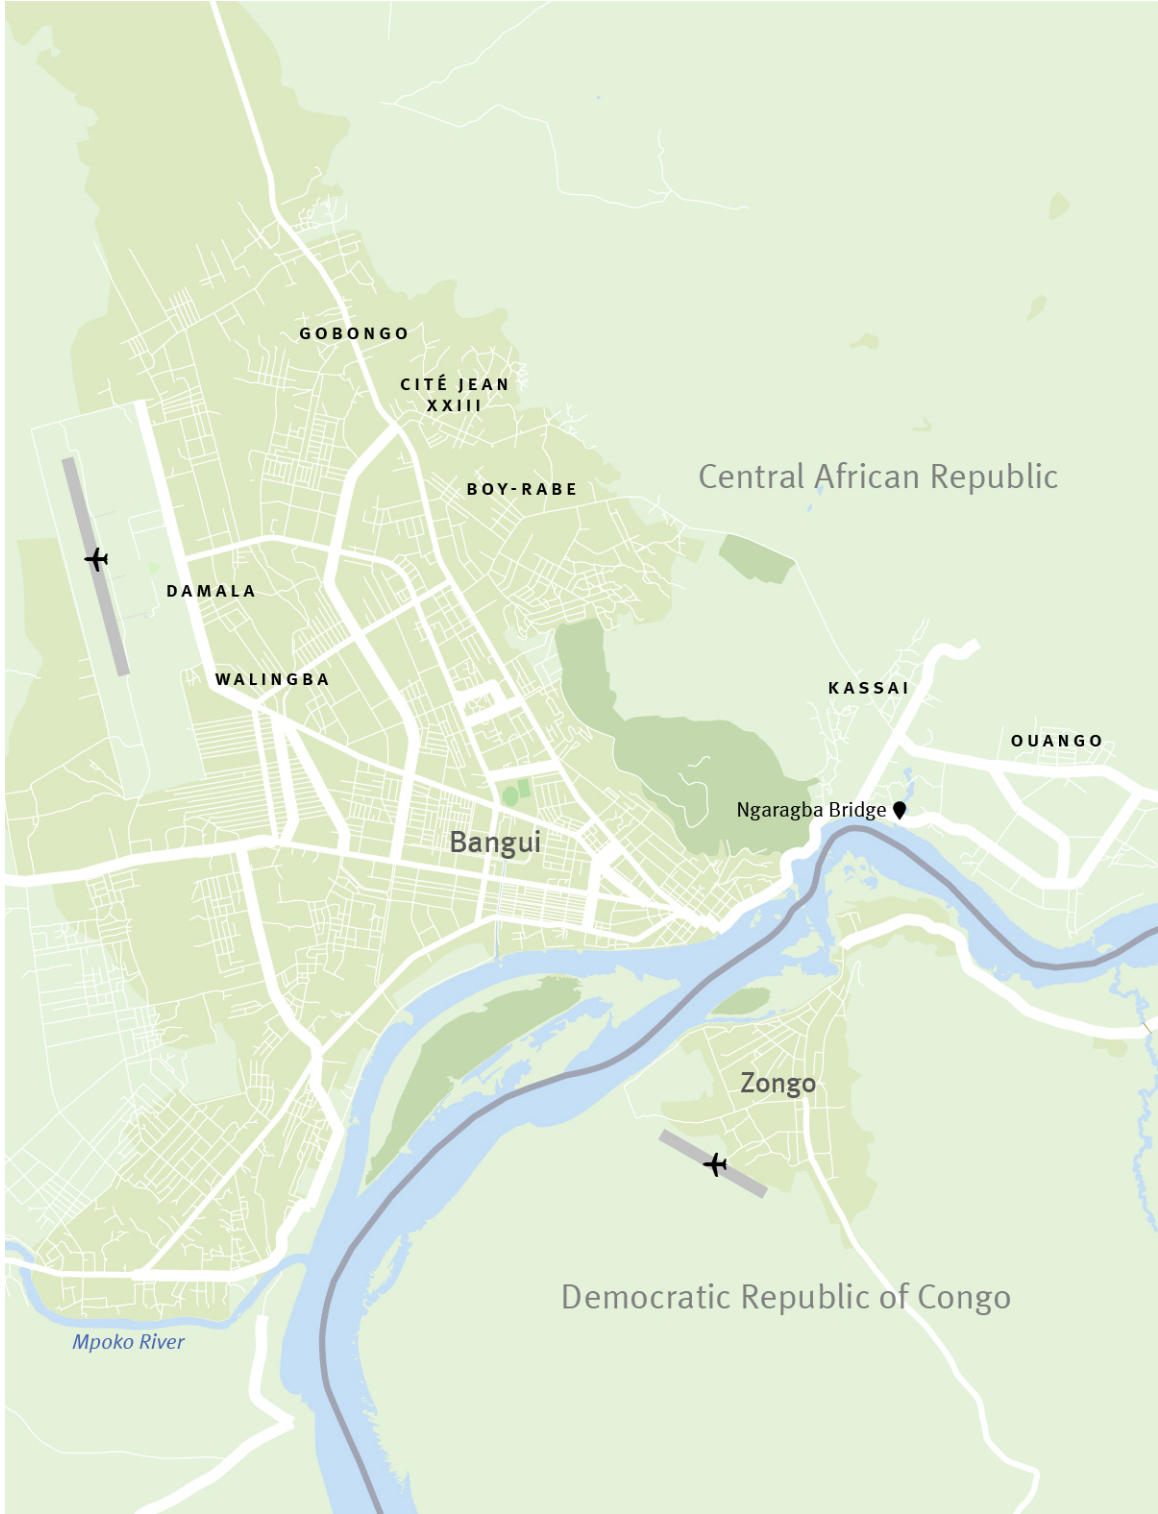 GOBONGO
CITÉ JEAN
XXIII
BOY-RABE
Central African Republic
DAMALA
WALINGBA
KASSAI
OUANGO
Ngaragba Bridge
Bangui
Zongo
Democratic Republic of Congo
Mpoko River